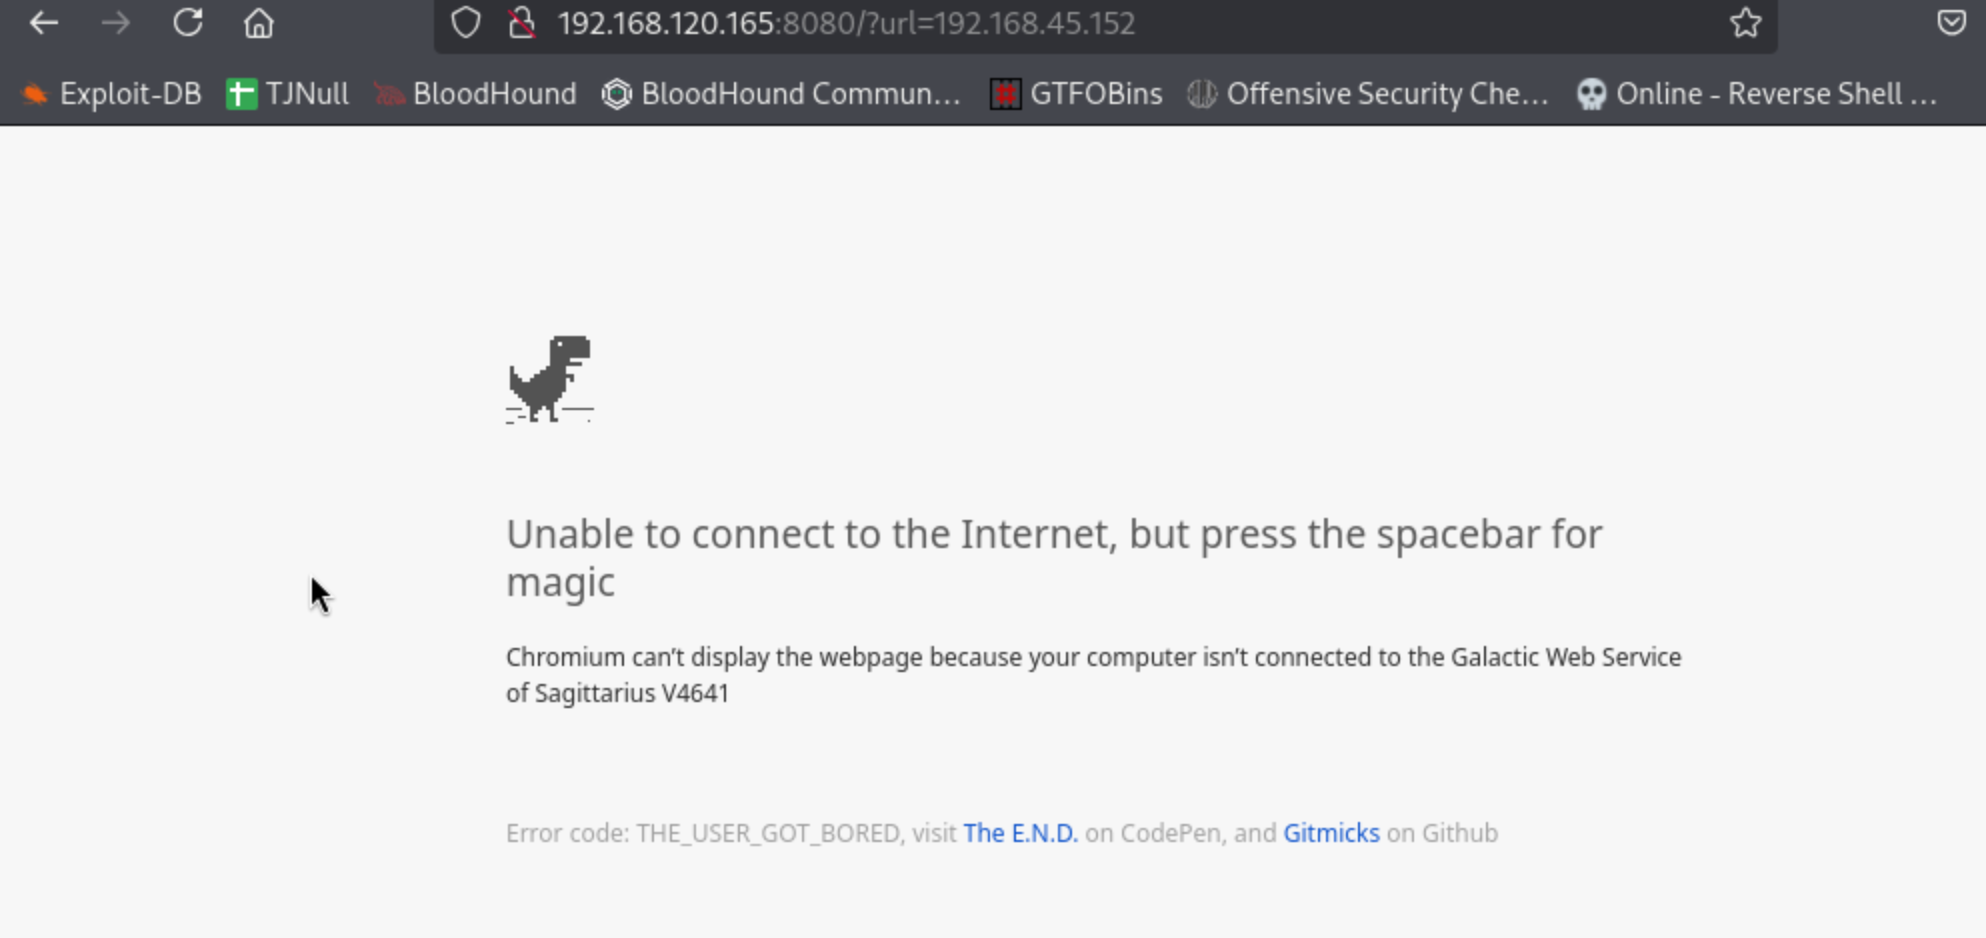 192.168.120.165:8080/?url=192.168.45.152
Exploit-DB TJNull BloodHound BloodHound Commun… GTFOBins Offensive Security Che… Online - Reverse Shell …
Unable to connect to the Internet, but press the spacebar for
magic
Chromium can’t display the webpage because your computer isn’t connected to the Galactic Web Service
of Sagittarius V4641
Error code: THE_USER_GOT_BORED, visit The E.N.D. on CodePen, and Gitmicks on Github